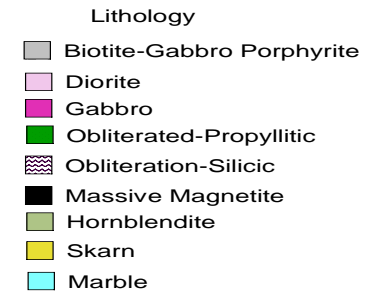 Lithology
Biotite-Gabbro Porphyrite
Diorite
Gabbro
Obliterated-Propyllitic
Obliteration-Silicic
Massive Magnetite
Hornblendite
Skarn
Marble